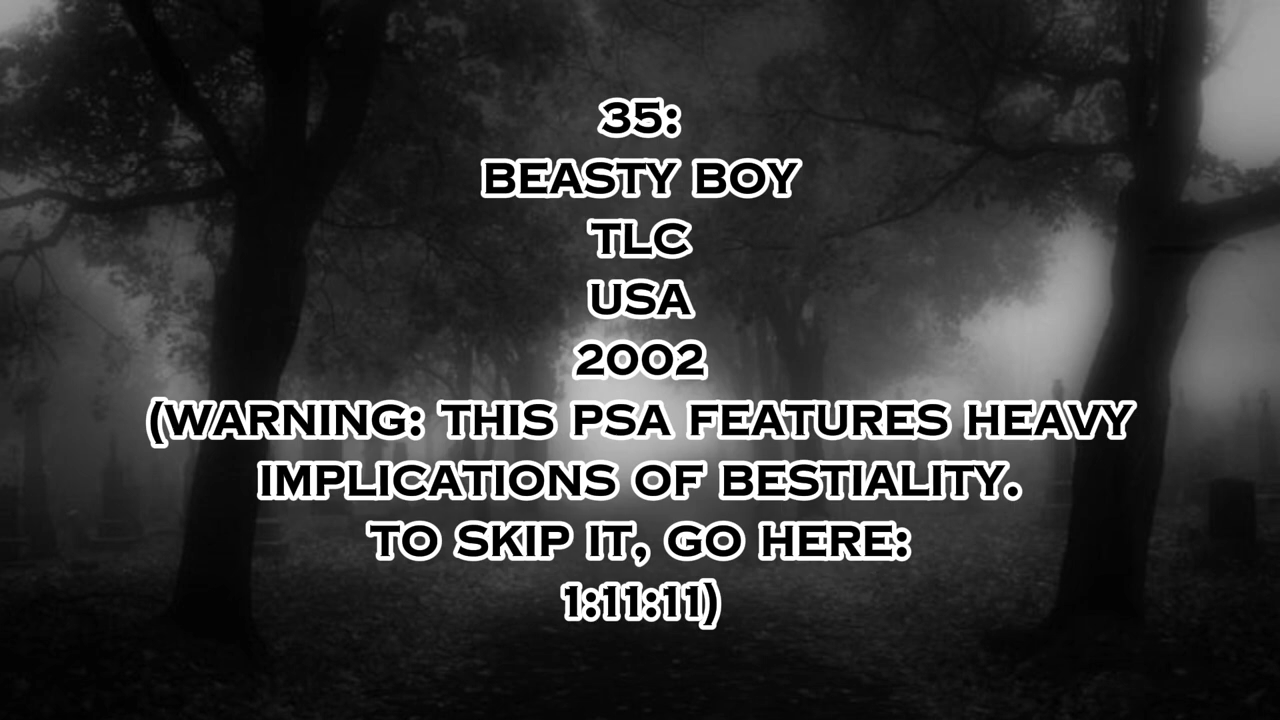 35:
BEASTY BOY
TLC
USA
2002
(WARNING: THIS PSA FEATURES HEAVY
IMPLICATIONS OF BESTIALITY.
TO SKIP IT, GO HERE:
1:11:11)